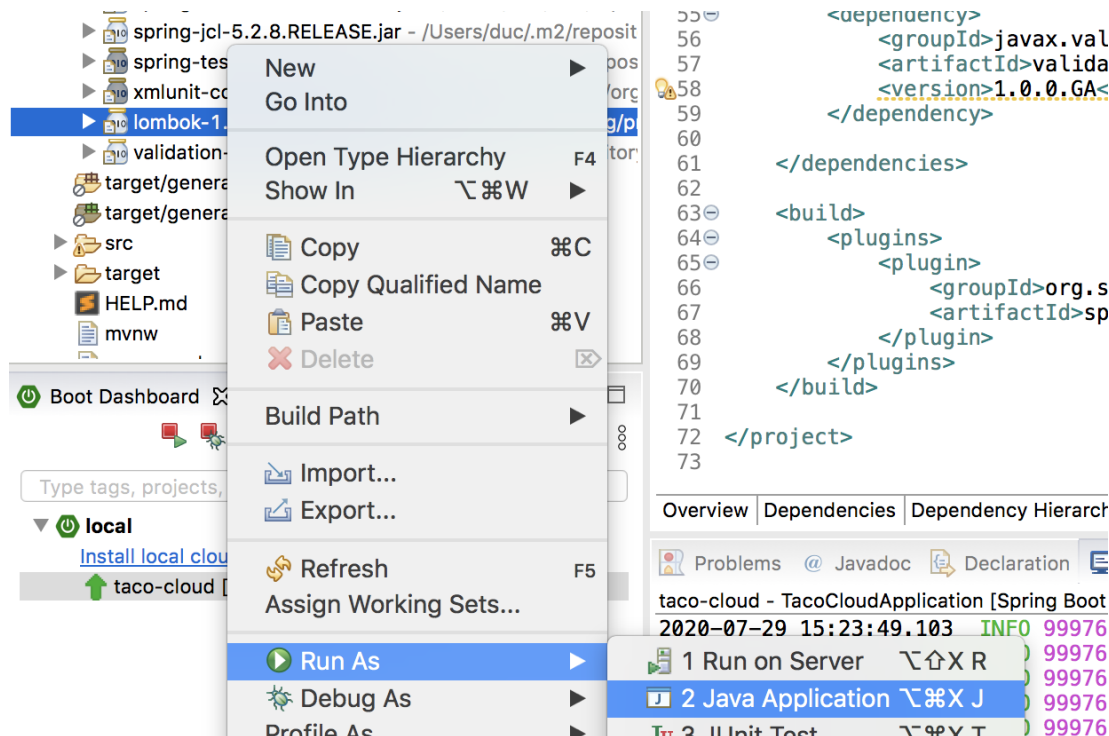 spring-jcl-5.2.8.RELEASE.jar - /Users/duc/.m2/reposit
spring-tes
xmlunit-co
/org
lombok-1.
g/p
validation-
target/genera
target/genera
src
target
HELP.md
mvnw
New
Go Into
Open Type Hierarchy F4
Show In ⌥⌘W
Copy ⌘C
Copy Qualified Name
Paste ⌘V
Delete ⌦
Build Path
Import...
Export...
Refresh F5
Assign Working Sets...
Run As
Debug As
Profile As
1 Run on Server ⌥⇧X R
2 Java Application ⌥⌘X J
3 JUnit Test ⌥⌘X T
Boot Dashboard
Type tags, projects,
local
Install local clou
taco-cloud [
55 <dependency>
56 <groupId>javax.val
57 <artifactId>valida
58 <version>1.0.0.GA<
59 </dependency>
60
61 </dependencies>
62
63 <build>
64 <plugins>
65 <plugin>
66 <groupId>org.s
67 <artifactId>sp
68 </plugin>
69 </plugins>
70 </build>
71
72 </project>
73
Overview Dependencies Dependency Hierarch
Problems @ Javadoc Declaration
taco-cloud - TacoCloudApplication [Spring Boot
2020-07-29 15:23:49.103 INFO 99976
99976
99976
99976
99976